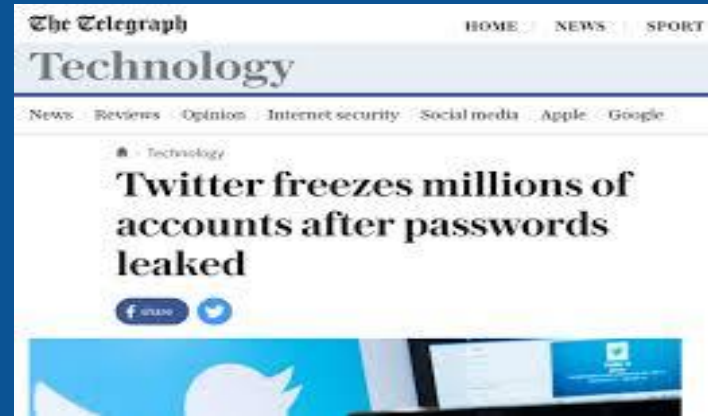 The Telegraph
HOME NEWS SPORT
Technology
News Reviews Opinion Internet security Social media Apple Google
Technology
Twitter freezes millions of
accounts after passwords
leaked
f share